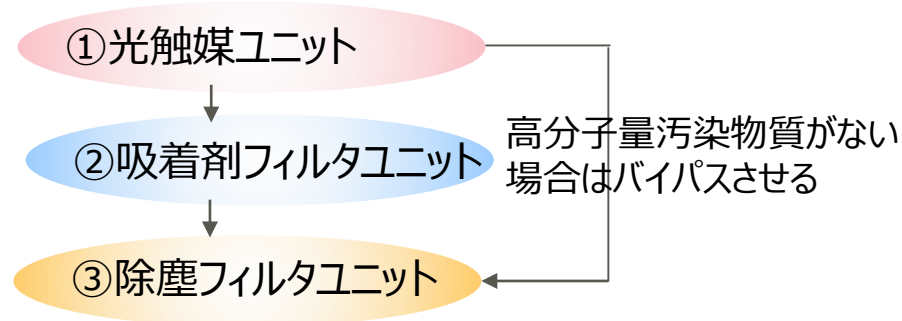 ①光触媒ユニット
②吸着剤フィルタユニット
高分子量汚染物質がない
場合はバイパスさせる
③除塵フィルタユニット